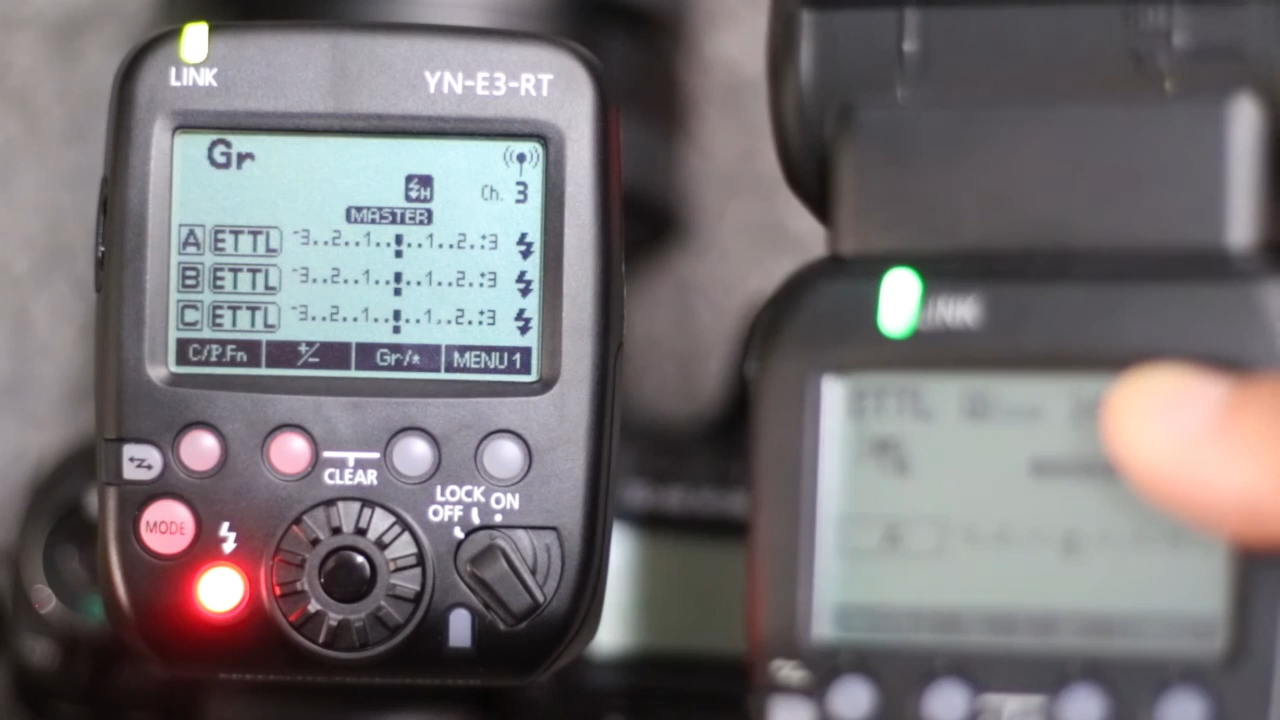 LINK
YN-E3-RT
Gr
H
Ch. 3
MASTER
A ETTL -3..2..1..▮..1..2.:+3
B ETTL -3..2..1..▮..1..2.:+3
C ETTL -3..2..1..▮..1..2.:+3
C/P.Fn +/- Gr/* MENU 1
CLEAR
LOCK
OFF
ON
MODE
LINK